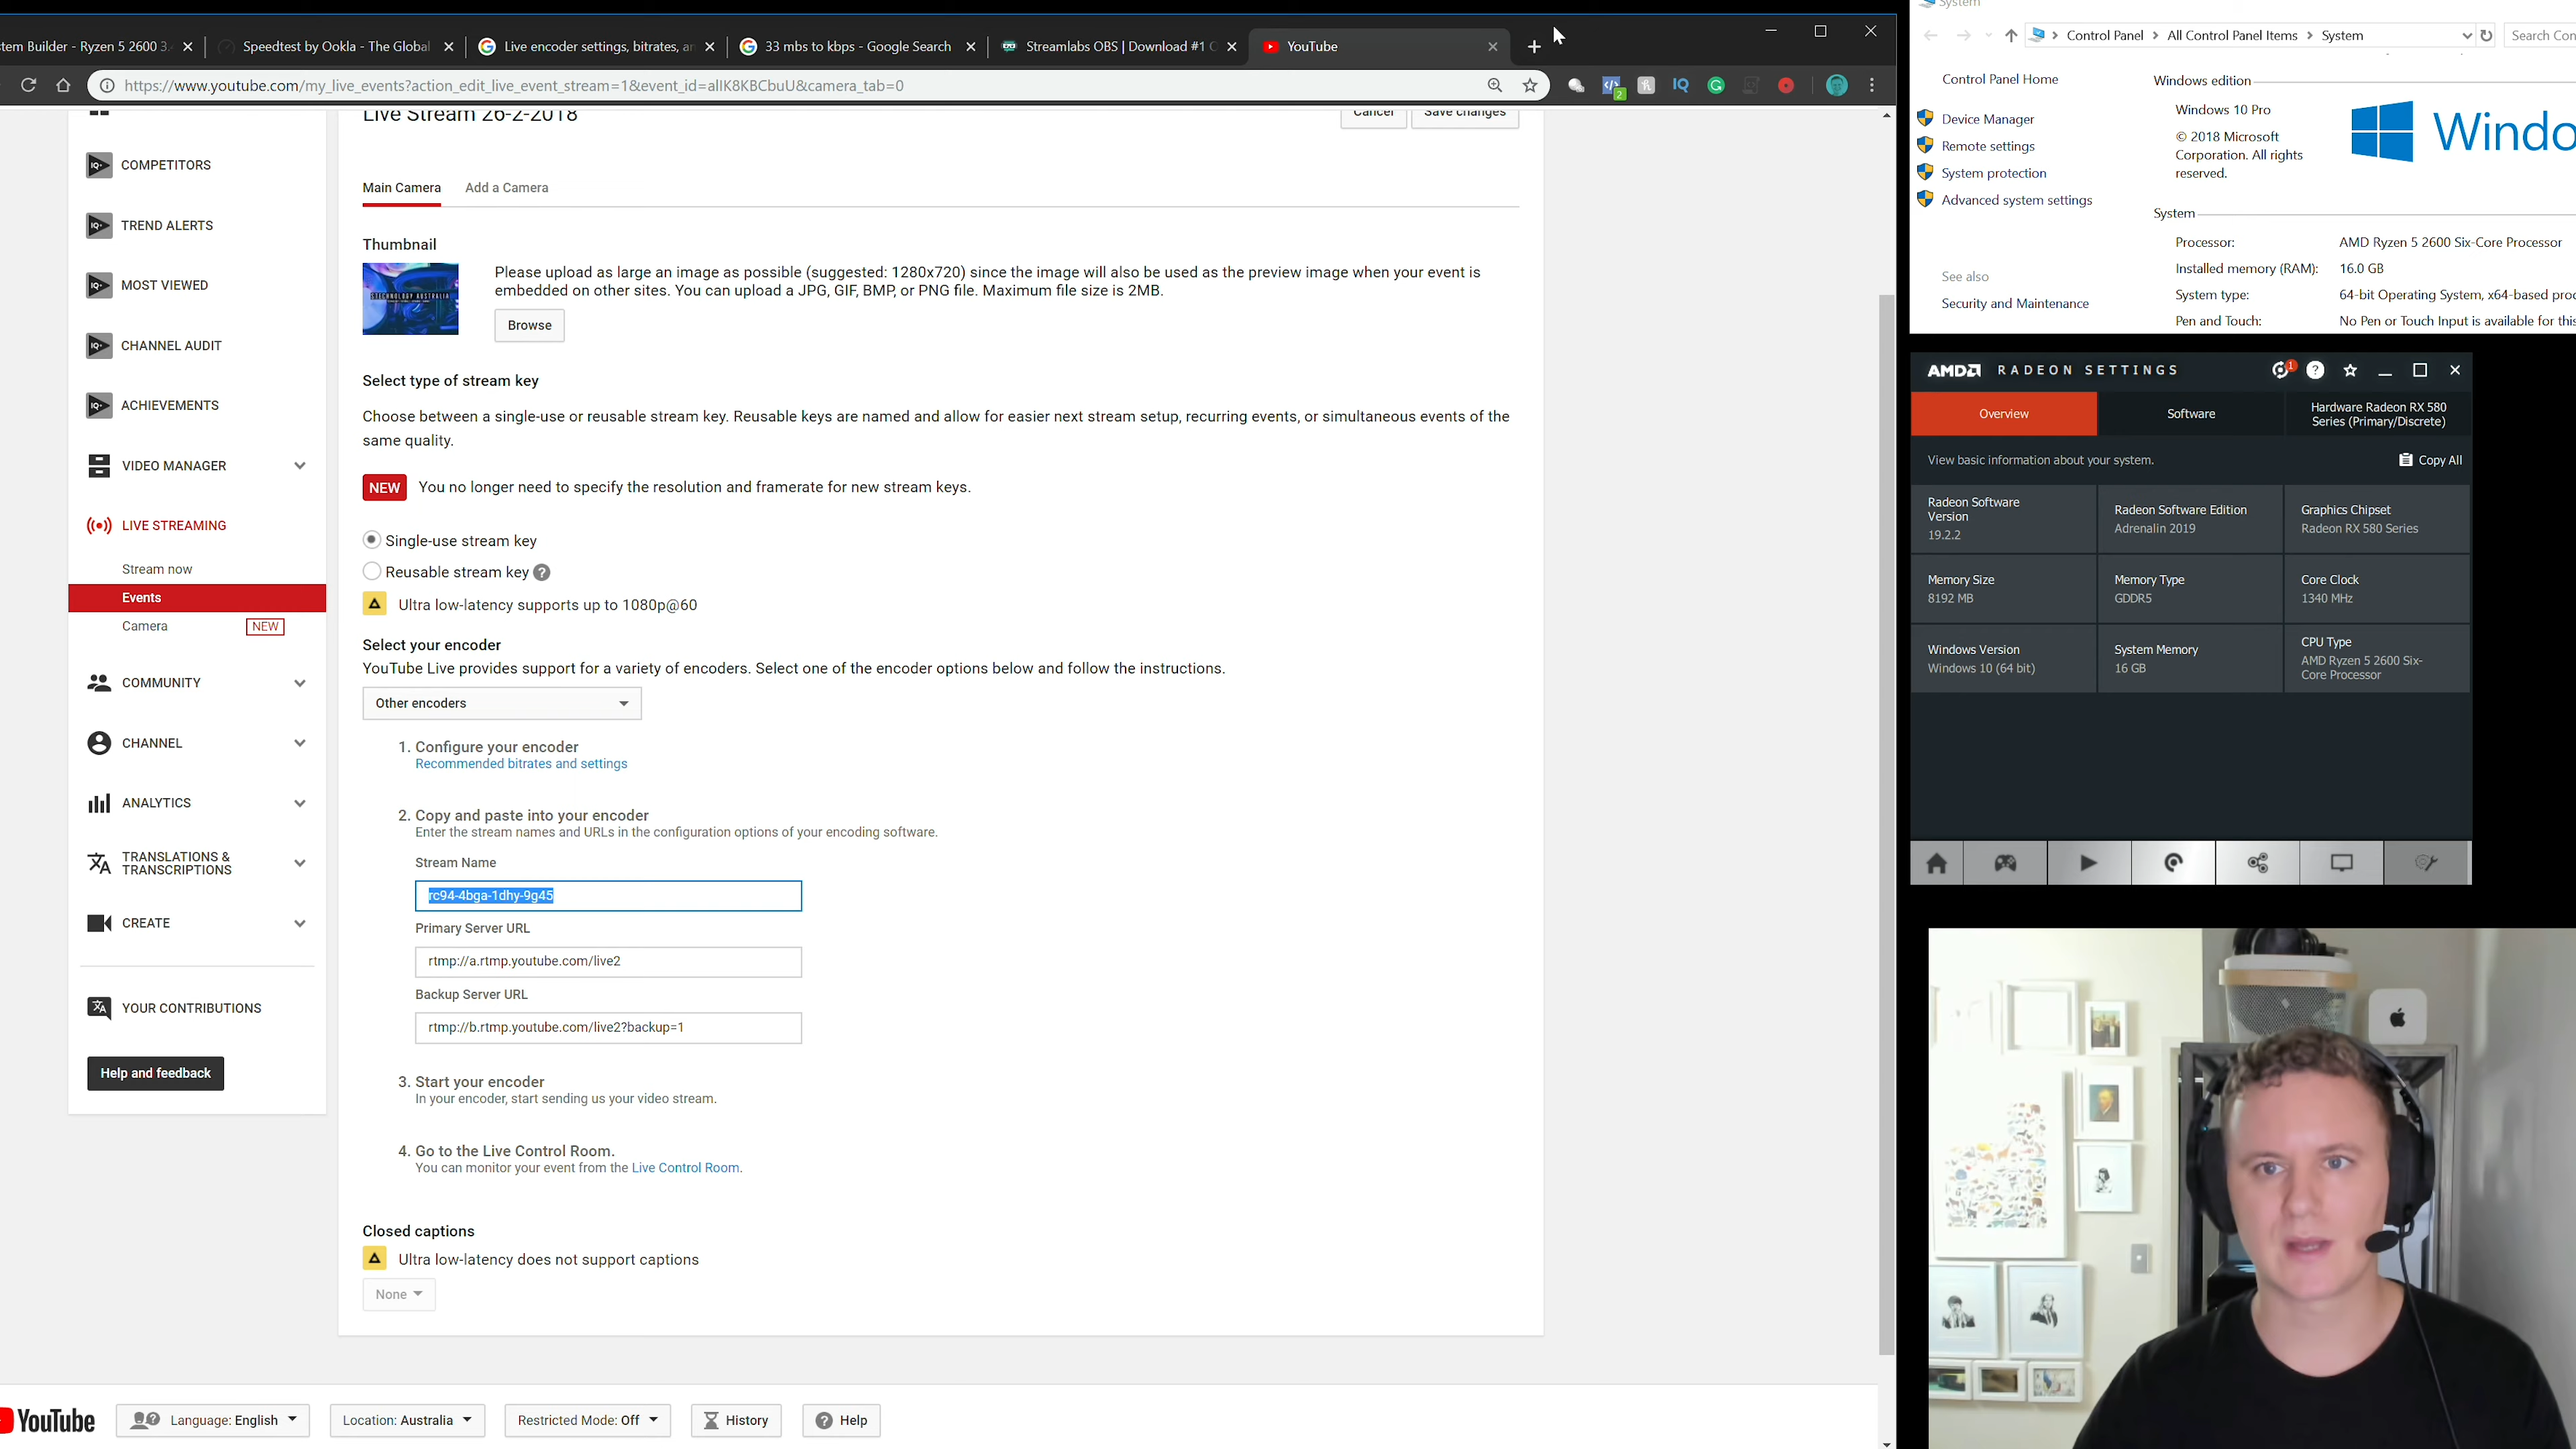 tem Builder - Ryzen 5 2600 3.
Speedtest by Ookla - The Global
Live encoder settings, bitrates, an
33 mbs to kbps - Google Search
Streamlabs OBS | Download #1 C
YouTube
https://www.youtube.com/my_live_events?action_edit_live_event_stream=1&event_id=alIK8KBCbuU&camera_tab=0
2
IQ
Live Stream 26-2-2018
Cancel
Save changes
COMPETITORS
TREND ALERTS
MOST VIEWED
CHANNEL AUDIT
ACHIEVEMENTS
VIDEO MANAGER
LIVE STREAMING
Stream now
Events
Camera
NEW
COMMUNITY
CHANNEL
ANALYTICS
TRANSLATIONS &
TRANSCRIPTIONS
CREATE
YOUR CONTRIBUTIONS
Help and feedback
Main Camera
Add a Camera
Thumbnail
Please upload as large an image as possible (suggested: 1280x720) since the image will also be used as the preview image when your event is
embedded on other sites. You can upload a JPG, GIF, BMP, or PNG file. Maximum file size is 2MB.
Browse
Select type of stream key
Choose between a single-use or reusable stream key. Reusable keys are named and allow for easier next stream setup, recurring events, or simultaneous events of the
same quality.
NEW
You no longer need to specify the resolution and framerate for new stream keys.
Single-use stream key
Reusable stream key ?
Ultra low-latency supports up to 1080p@60
Select your encoder
YouTube Live provides support for a variety of encoders. Select one of the encoder options below and follow the instructions.
Other encoders
1. Configure your encoder
Recommended bitrates and settings
2. Copy and paste into your encoder
Enter the stream names and URLs in the configuration options of your encoding software.
Stream Name
rc94-4bga-1dhy-9g45
Primary Server URL
rtmp://a.rtmp.youtube.com/live2
Backup Server URL
rtmp://b.rtmp.youtube.com/live2?backup=1
3. Start your encoder
In your encoder, start sending us your video stream.
4. Go to the Live Control Room.
You can monitor your event from the Live Control Room.
Closed captions
Ultra low-latency does not support captions
None
YouTube
Language: English
Location: Australia
Restricted Mode: Off
History
Help
System
Control Panel > All Control Panel Items > System
Search Con
Control Panel Home
Device Manager
Remote settings
System protection
Advanced system settings
See also
Security and Maintenance
Windows edition
Windows 10 Pro
© 2018 Microsoft
Corporation. All rights
reserved.
Windo
System
Processor: AMD Ryzen 5 2600 Six-Core Processor
Installed memory (RAM): 16.0 GB
System type: 64-bit Operating System, x64-based proc
Pen and Touch: No Pen or Touch Input is available for this
AMD RADEON SETTINGS
1
?
Overview
Software
Hardware Radeon RX 580
Series (Primary/Discrete)
View basic information about your system.
Copy All
Radeon Software
Version
19.2.2
Radeon Software Edition
Adrenalin 2019
Graphics Chipset
Radeon RX 580 Series
Memory Size
8192 MB
Memory Type
GDDR5
Core Clock
1340 MHz
Windows Version
Windows 10 (64 bit)
System Memory
16 GB
CPU Type
AMD Ryzen 5 2600 Six-
Core Processor